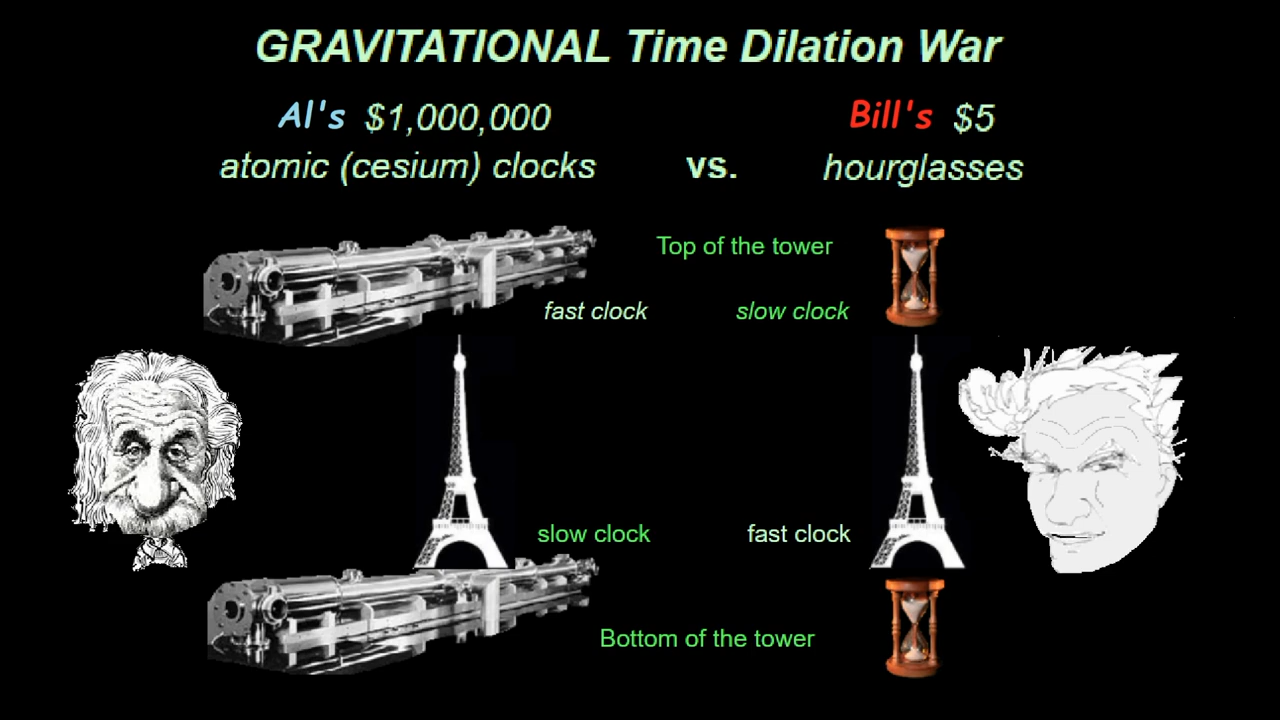 GRAVITATIONAL Time Dilation War
Al's $1,000,000
atomic (cesium) clocks
vs.
Bill's $5
hourglasses
Top of the tower
fast clock
slow clock
slow clock
fast clock
Bottom of the tower